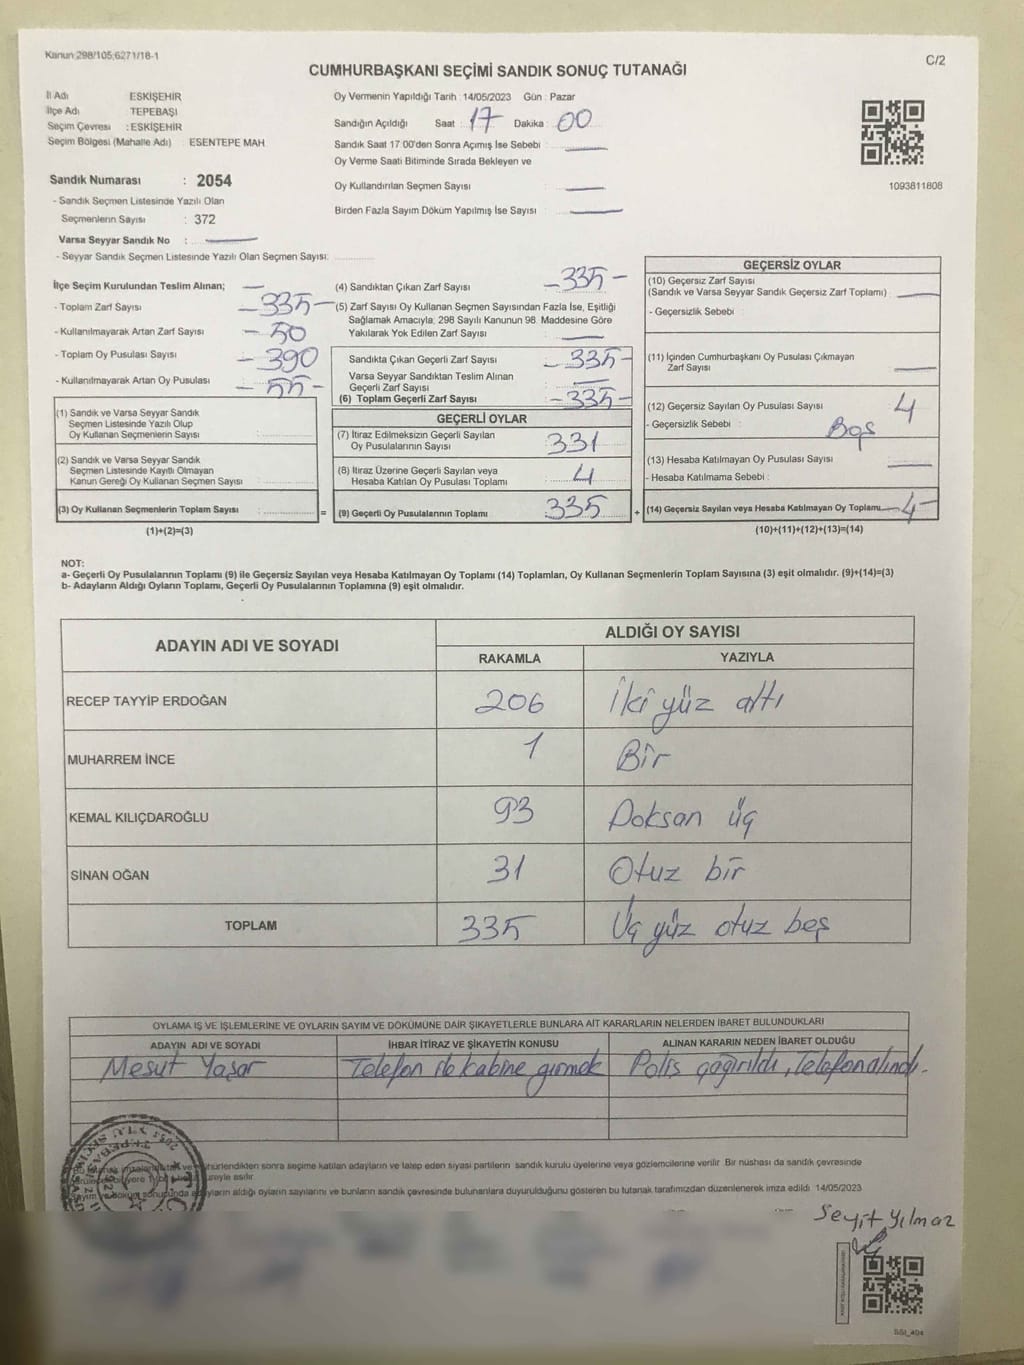 Kanun 298/105;6271/18-1
C/2
CUMHURBAŞKANI SEÇİMİ SANDIK SONUÇ TUTANAĞI
İl Adı ESKİŞEHİR
İlçe Adı TEPEBAŞI
Seçim Çevresi : ESKİŞEHİR
Seçim Bölgesi (Mahalle Adı) : ESENTEPE MAH
Sandık Numarası : 2054
- Sandık Seçmen Listesinde Yazılı Olan
Seçmenlerin Sayısı : 372
Varsa Seyyar Sandık No :
- Seyyar Sandık Seçmen Listesinde Yazılı Olan Seçmen Sayısı:
Oy Vermenin Yapıldığı Tarih : 14/05/2023 Gün : Pazar
Sandığın Açıldığı Saat : 17 Dakika : 00
Sandık Saat 17:00'den Sonra Açımış İse Sebebi :
Oy Verme Saati Bitiminde Sırada Bekleyen ve
Oy Kullandırılan Seçmen Sayısı :
Birden Fazla Sayım Döküm Yapılmış İse Sayısı :
1093811808
İlçe Seçim Kurulundan Teslim Alınan;
- Toplam Zarf Sayısı - 335 -
- Kullanılmayarak Artan Zarf Sayısı - 50
- Toplam Oy Pusulası Sayısı - 390
- Kullanılmayarak Artan Oy Pusulası - 55 -
(1) Sandık ve Varsa Seyyar Sandık
Seçmen Listesinde Yazılı Olup
Oy Kullanan Seçmenlerin Sayısı :
(2) Sandık ve Varsa Seyyar Sandık
Seçmen Listesinde Kayıtlı Olmayan
Kanun Gereği Oy Kullanan Seçmen Sayısı :
(3) Oy Kullanan Seçmenlerin Toplam Sayısı : =
(1)+(2)=(3)
(4) Sandıktan Çıkan Zarf Sayısı - 335 -
(5) Zarf Sayısı Oy Kullanan Seçmen Sayısından Fazla İse, Eşitliği
Sağlamak Amacıyla; 298 Sayılı Kanunun 98. Maddesine Göre
Yakılarak Yok Edilen Zarf Sayısı :
Sandıkta Çıkan Geçerli Zarf Sayısı - 335 -
Varsa Seyyar Sandıktan Teslim Alınan
Geçerli Zarf Sayısı :
(6) Toplam Geçerli Zarf Sayısı : - 335 -
GEÇERLİ OYLAR
(7) İtiraz Edilmeksizin Geçerli Sayılan
Oy Pusulalarının Sayısı : 331
(8) İtiraz Üzerine Geçerli Sayılan veya
Hesaba Katılan Oy Pusulası Toplamı : 4
(9) Geçerli Oy Pusulalarının Toplamı : 335 +
GEÇERSİZ OYLAR
(10) Geçersiz Zarf Sayısı
(Sandık ve Varsa Seyyar Sandık Geçersiz Zarf Toplamı) :
- Geçersizlik Sebebi :
(11) İçinden Cumhurbaşkanı Oy Pusulası Çıkmayan
Zarf Sayısı
(12) Geçersiz Sayılan Oy Pusulası Sayısı 4
- Geçersizlik Sebebi : Boş
(13) Hesaba Katılmayan Oy Pusulası Sayısı
- Hesaba Katılmama Sebebi :
(14) Geçersiz Sayılan veya Hesaba Katılmayan Oy Toplamı - 4 -
(10)+(11)+(12)+(13)=(14)
NOT:
a- Geçerli Oy Pusulalarının Toplamı (9) ile Geçersiz Sayılan veya Hesaba Katılmayan Oy Toplamı (14) Toplamları, Oy Kullanan Seçmenlerin Toplam Sayısına (3) eşit olmalıdır. (9)+(14)=(3)
b- Adayların Aldığı Oyların Toplamı, Geçerli Oy Pusulalarının Toplamına (9) eşit olmalıdır.
ADAYIN ADI VE SOYADI
ALDIĞI OY SAYISI
RAKAMLA YAZIYLA
RECEP TAYYİP ERDOĞAN 206 İki yüz altı
MUHARREM İNCE 1 Bir
KEMAL KILIÇDAROĞLU 93 Doksan üç
SİNAN OĞAN 31 Otuz bir
TOPLAM 335 Üç yüz otuz beş
OYLAMA İŞ VE İŞLEMLERİNE VE OYLARIN SAYIM VE DÖKÜMÜNE DAİR ŞİKAYETLERLE BUNLARA AİT KARARLARIN NELERDEN İBARET BULUNDUKLARI
ADAYIN ADI VE SOYADI İHBAR İTİRAZ VE ŞİKAYETİN KONUSU ALINAN KARARIN NEDEN İBARET OLDUĞU
Mesut Yaşar Telefon ile kabine girmek Polis çağırıldı, Telefon alındı.
hürlendikten sonra seçime katılan adayların ve talep eden siyasi partilerin sandık kurulu üyelerine veya gözlemcilerine verilir. Bir nüshası da sandık çevresinde
süreyle asılır.
adayların aldığı oyların sayılarını ve bunların sandık çevresinde bulunanlara duyurulduğunu gösteren bu tutanak tarafımızdan düzenlenerek imza edildi. 14/05/2023
Seyit Yılmaz